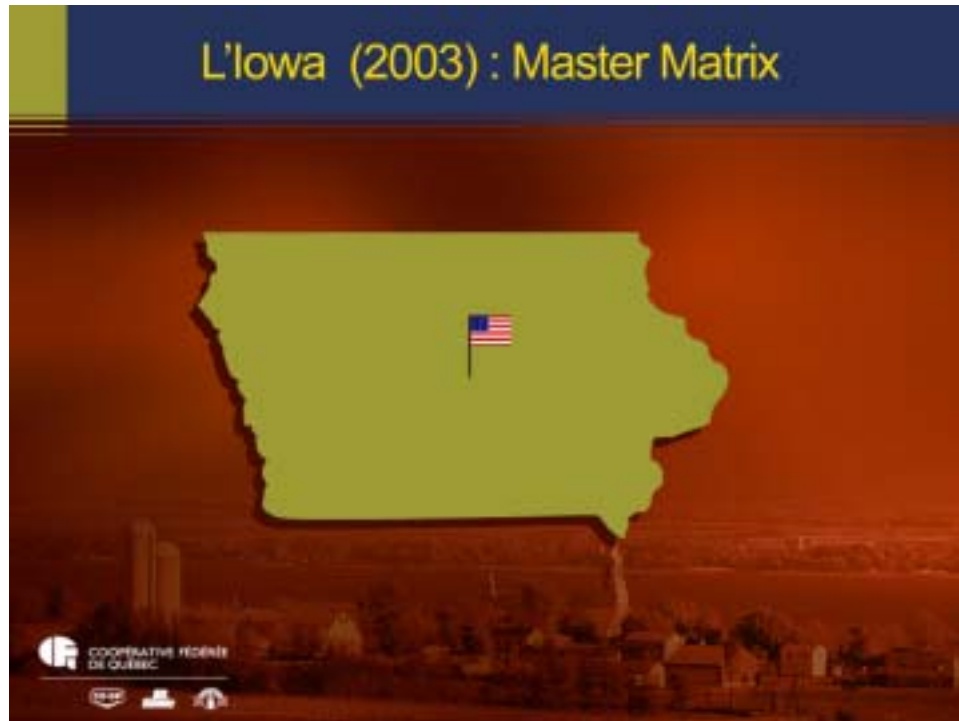 L'Iowa (2003) : Master Matrix
COOPÉRATIVE FÉDÉRÉE
DE QUÉBEC